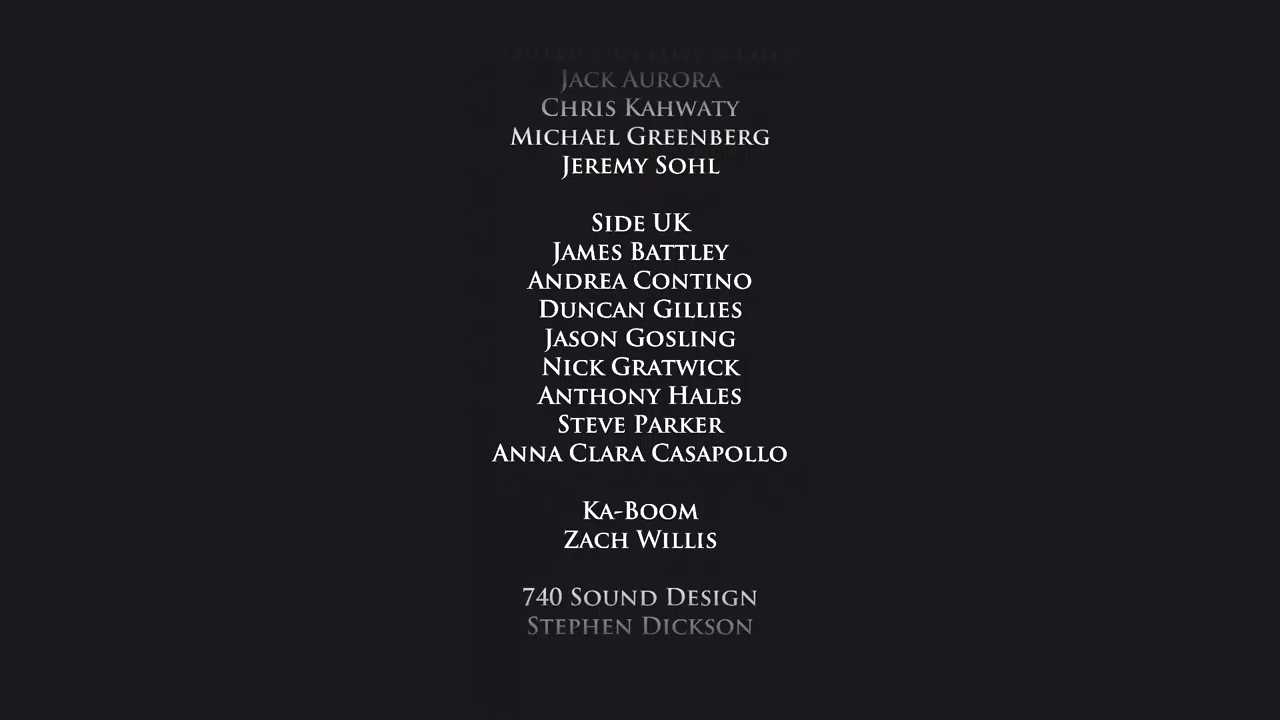 Jack Aurora
Chris Kahwaty
Michael Greenberg
Jeremy Sohl
Side UK
James Battley
Andrea Contino
Duncan Gillies
Jason Gosling
Nick Gratwick
Anthony Hales
Steve Parker
Anna Clara Casapollo
Ka-Boom
Zach Willis
740 Sound Design
Stephen Dickson